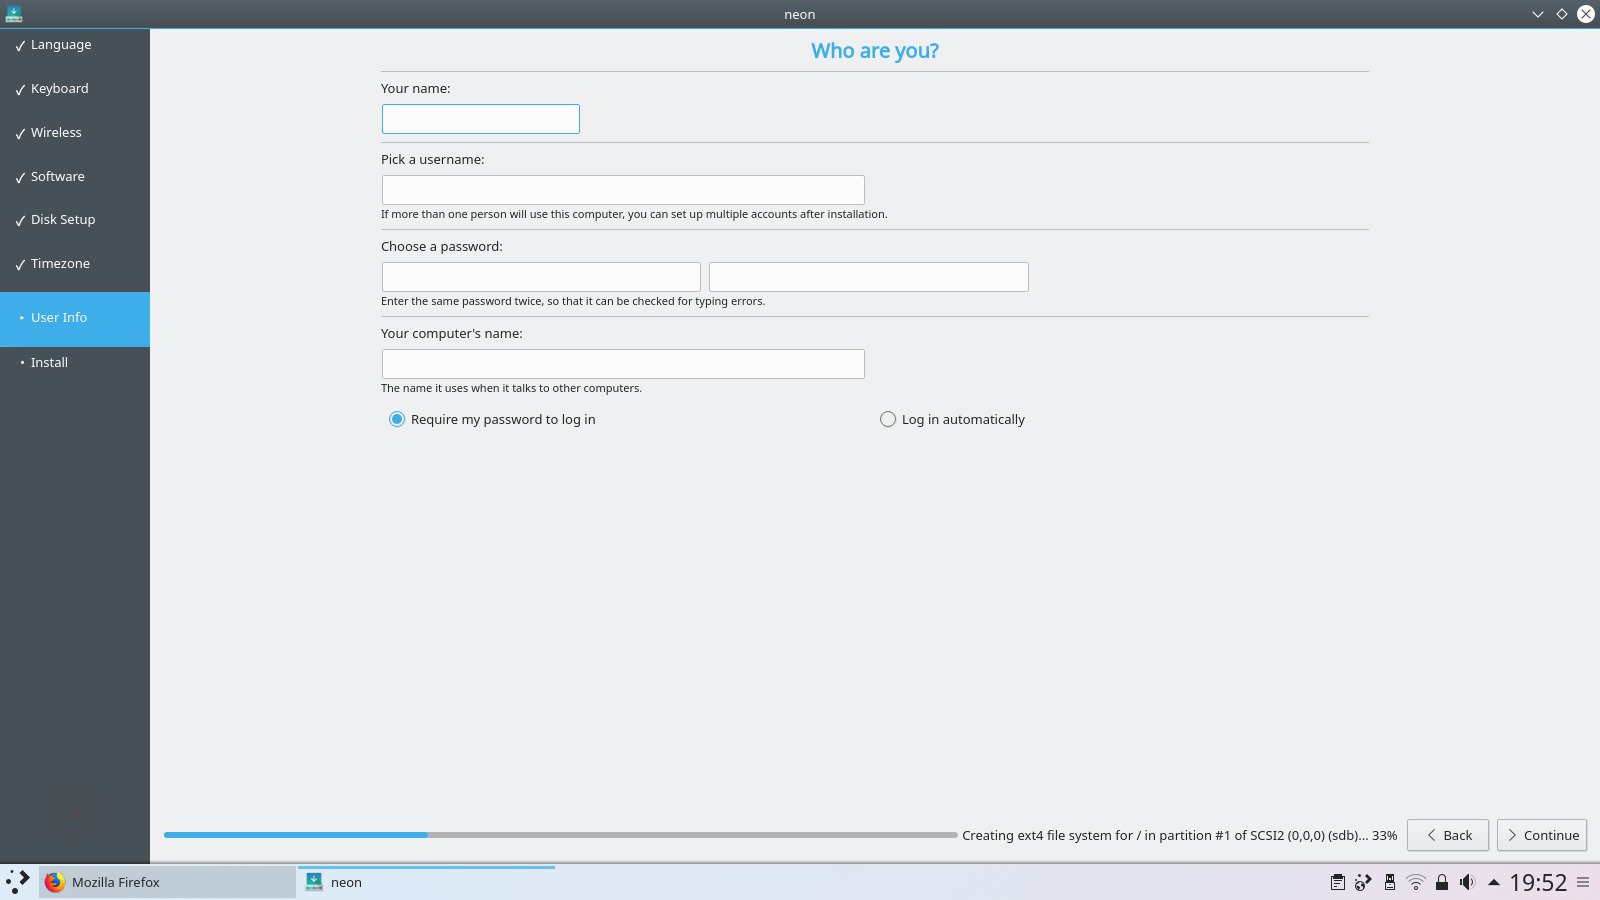 neon
Language
Keyboard
Wireless
Software
Disk Setup
Timezone
User Info
Install
Who are you?
Your name:
Pick a username:
If more than one person will use this computer, you can set up multiple accounts after installation.
Choose a password:
Enter the same password twice, so that it can be checked for typing errors.
Your computer's name:
The name it uses when it talks to other computers.
Require my password to log in
Log in automatically
Creating ext4 file system for / in partition #1 of SCSI2 (0,0,0) (sdb)... 33%
Back
Continue
Mozilla Firefox
neon
19:52